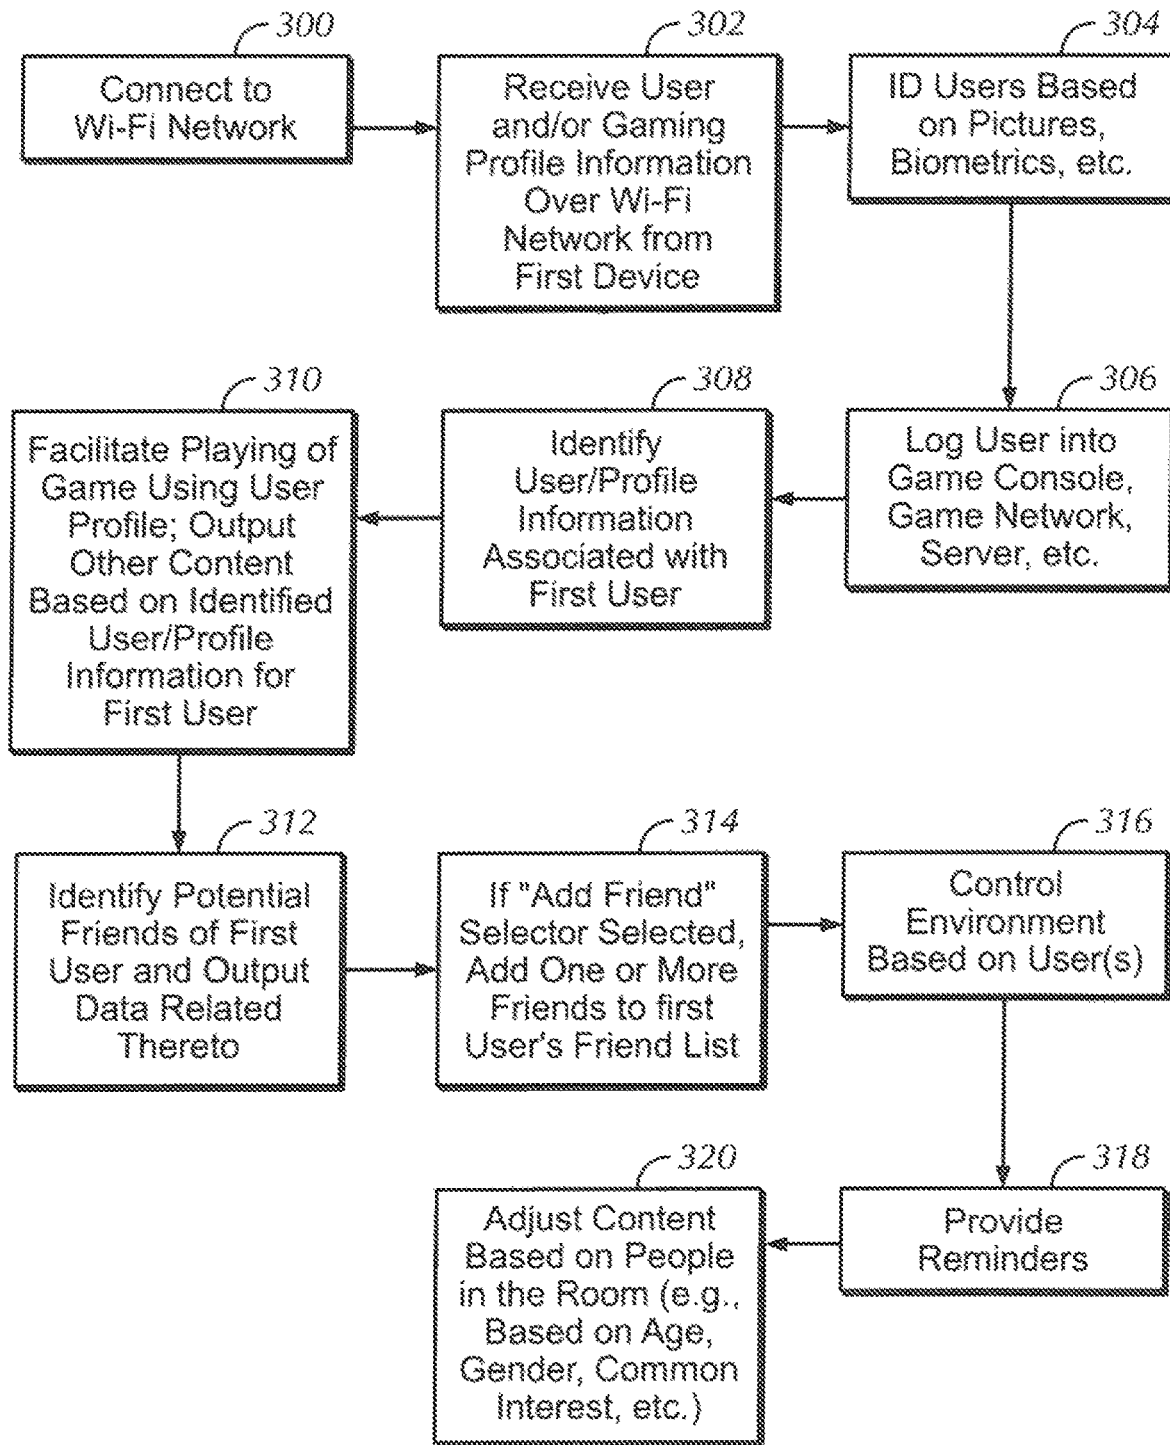 300
Connect to
Wi-Fi Network
302
Receive User
and/or Gaming
Profile Information
Over Wi-Fi
Network from
First Device
304
ID Users Based
on Pictures,
Biometrics, etc.
306
Log User into
Game Console,
Game Network,
Server, etc.
308
Identify
User/Profile
Information
Associated with
First User
310
Facilitate Playing of
Game Using User
Profile; Output
Other Content
Based on Identified
User/Profile
Information for
First User
312
Identify Potential
Friends of First
User and Output
Data Related
Thereto
314
If "Add Friend"
Selector Selected,
Add One or More
Friends to first
User's Friend List
316
Control
Environment
Based on User(s)
318
Provide
Reminders
320
Adjust Content
Based on People
in the Room (e.g.,
Based on Age,
Gender, Common
Interest, etc.)